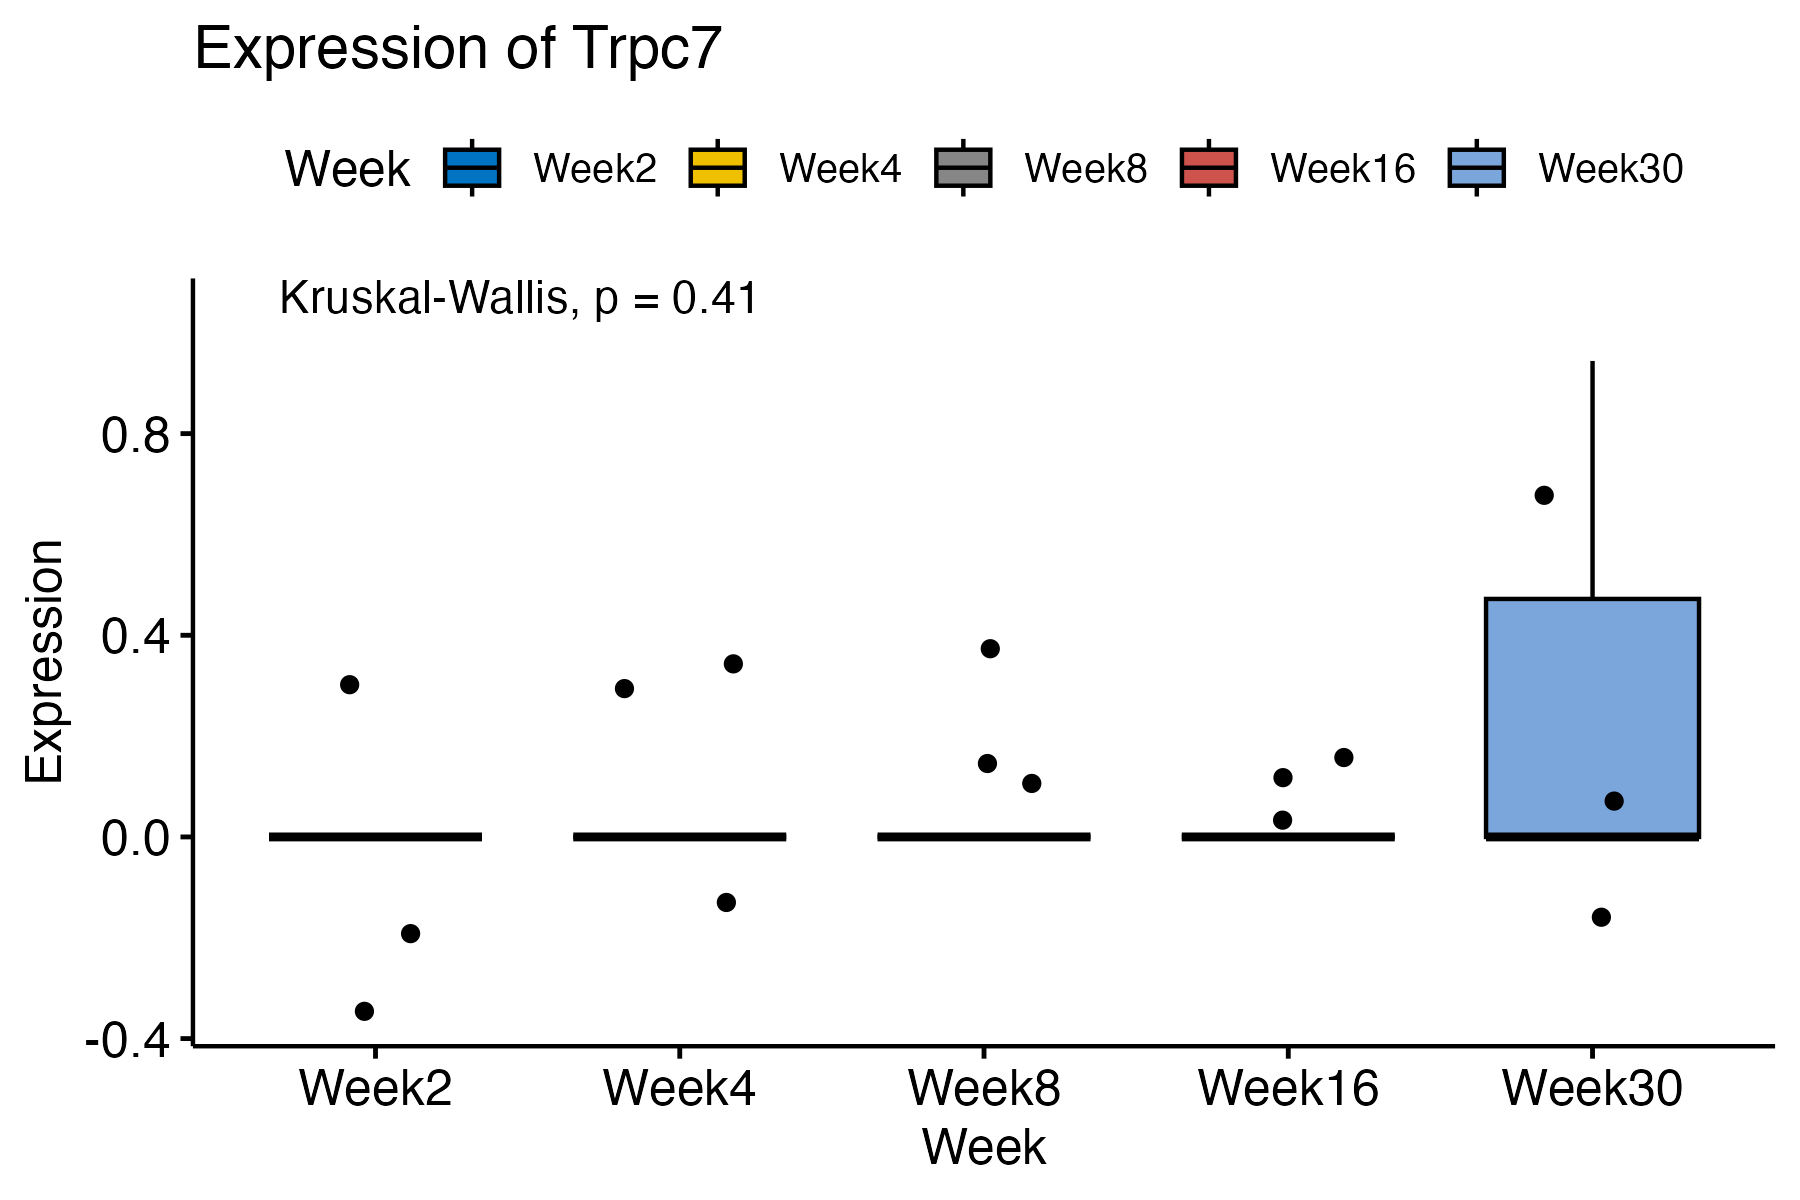 Expression of Trpc7
Week Week2 Week4 Week8 Week16 Week30
Kruskal-Wallis, p = 0.41
0.8
0.4
0.0
-0.4
Expression
Week2 Week4 Week8 Week16 Week30
Week